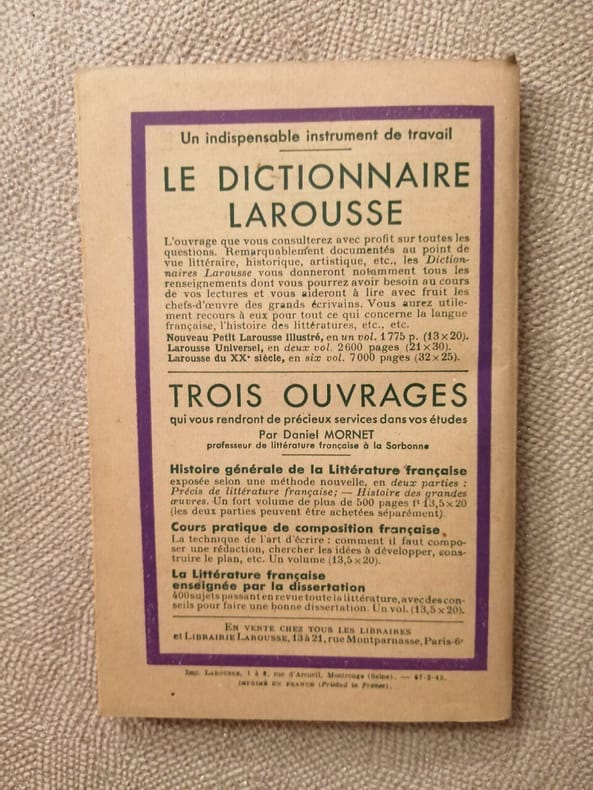 Un indispensable instrument de travail
LE DICTIONNAIRE
LAROUSSE
L'ouvrage que vous consulterez avec profit sur toutes les
questions. Remarquablement documentés au point de
vue littéraire, historique, artistique, etc., les Diction-
naires Larousse vous donneront notamment tous les
renseignements dont vous pourrez avoir besoin au cours
de vos lectures et vous aideront à lire avec fruit les
chefs-d'œuvre des grands écrivains. Vous aurez utile-
ment recours à eux pour tout ce qui concerne la langue
française, l'histoire des littératures, etc., etc.
Nouveau Petit Larousse Illustré, en un vol. 1775 p. (13×20).
Larousse Universel, en deux vol. 2600 pages (21×30).
Larousse du XXe siècle, en six vol. 7000 pages (32×25).
TROIS OUVRAGES
qui vous rendront de précieux services dans vos études
Par Daniel MORNET
professeur de littérature française à la Sorbonne
Histoire générale de la Littérature française
exposée selon une méthode nouvelle, en deux parties :
Précis de littérature française; — Histoire des grandes
œuvres. Un fort volume de plus de 500 pages ft 13,5×20
(les deux parties peuvent être achetées séparément).
Cours pratique de composition française.
La technique de l'art d'écrire : comment il faut compo-
ser une rédaction, chercher les idées à développer, cons-
truire le plan, etc. Un volume (13,5×20).
La Littérature française
enseignée par la dissertation
400 sujets passant en revue toute la littérature, avec des con-
seils pour faire une bonne dissertation. Un vol. (13,5×20).
EN VENTE CHEZ TOUS LES LIBRAIRES
et LIBRAIRIE LAROUSSE, 13 à 21, rue Montparnasse, Paris-6e
IMP. LAROUSSE, 1 à 9, rue d'Arcueil, Montrouge (Seine). —
IMPRIMÉ EN FRANCE (Printed in France).